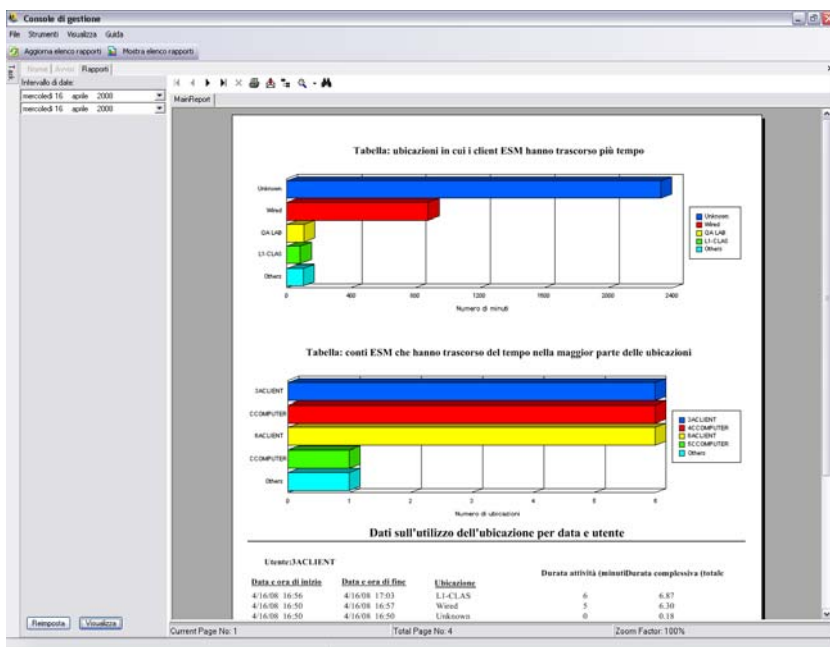 Console di gestione
File Strumenti Visualizza Guida
Aggiorna elenco rapporti Mostra elenco rapporti
Task
Home Avvisi Rapporti
Intervallo di date:
mercoledì 16 aprile 2008
mercoledì 16 aprile 2008
MainReport
Tabella: ubicazioni in cui i client ESM hanno trascorso più tempo
Unknown
Wired
QA LAB
L1-CLAS
Others
0 400 800 1200 1600 2000 2400
Numero di minuti
Unknown
Wired
QA LAB
L1-CLAS
Others
Tabella: conti ESM che hanno trascorso del tempo nella maggior parte delle ubicazioni
3ACLIENT
CCOMPUTER
6ACLIENT
CCOMPUTER
Others
0 1 2 3 4 5 6
Numero di ubicazioni
3ACLIENT
4CCOMPUTER
6ACLIENT
5CCOMPUTER
Others
Dati sull'utilizzo dell'ubicazione per data e utente
Utente:3ACLIENT
Data e ora di inizio Data e ora di fine Ubicazione Durata attività (minutiDurata complessiva (totale
4/16/08 16:56 4/16/08 17:03 L1-CLAS 6 6.87
4/16/08 16:50 4/16/08 16:57 Wired 5 6.30
4/16/08 16:50 4/16/08 16:50 Unknown 0 0.18
Reimposta Visualizza
Current Page No: 1 Total Page No: 4 Zoom Factor: 100%